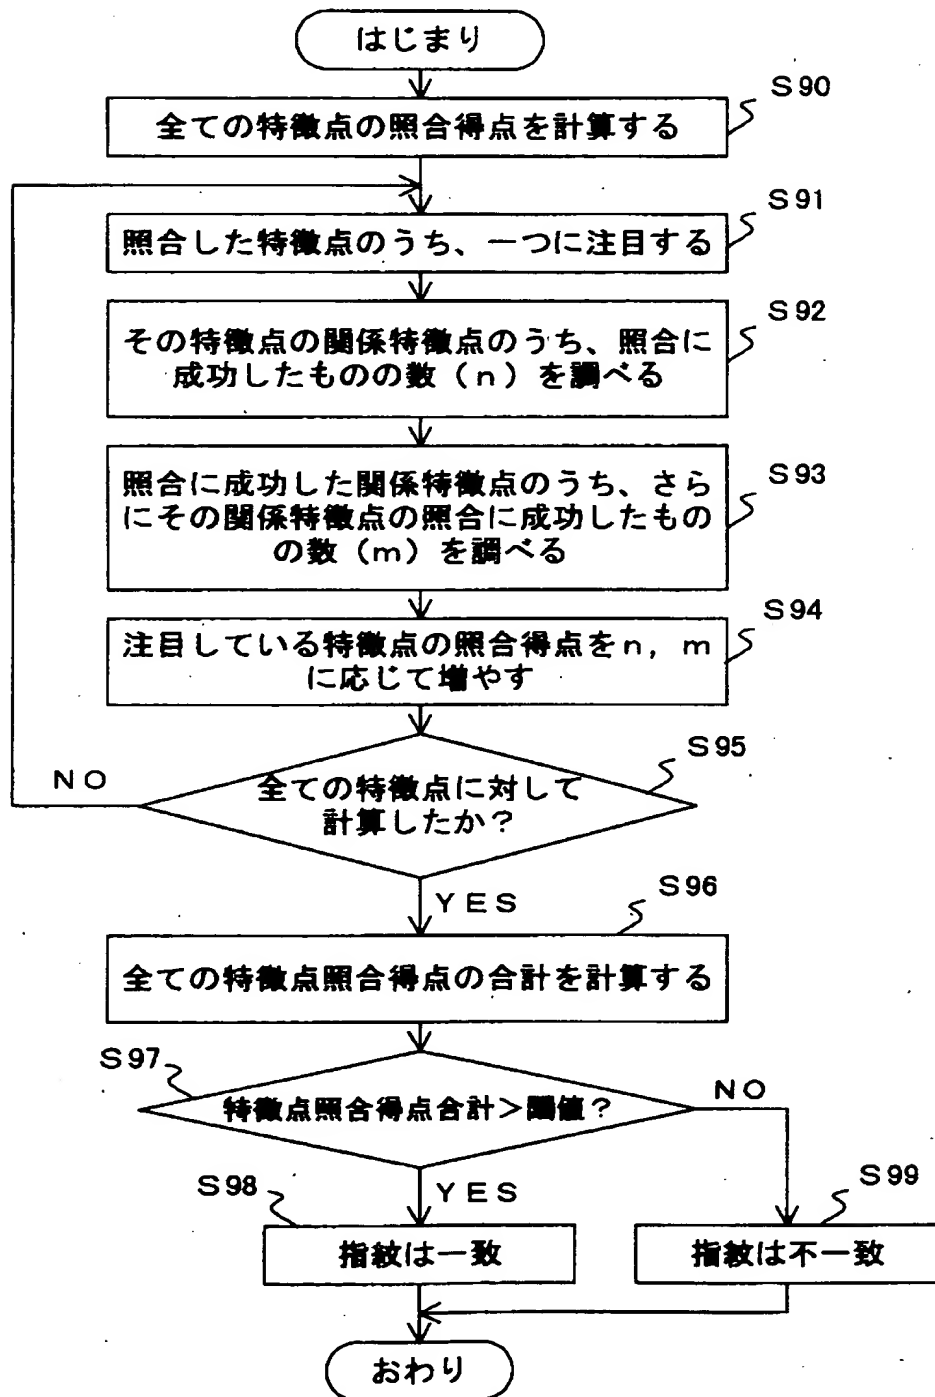 はじまり
S90
全ての特徴点の照合得点を計算する
S91
照合した特徴点のうち、一つに注目する
S92
その特徴点の関係特徴点のうち、照合に
成功したものの数(n)を調べる
S93
照合に成功した関係特徴点のうち、さら
にその関係特徴点の照合に成功したもの
の数(m)を調べる
S94
注目している特徴点の照合得点をn,m
に応じて増やす
S95
NO
全ての特徴点に対して
計算したか?
YES
S96
全ての特徴点照合得点の合計を計算する
S97
特徴点照合得点合計>閾値?
NO
YES
S98
指紋は一致
S99
指紋は不一致
おわり